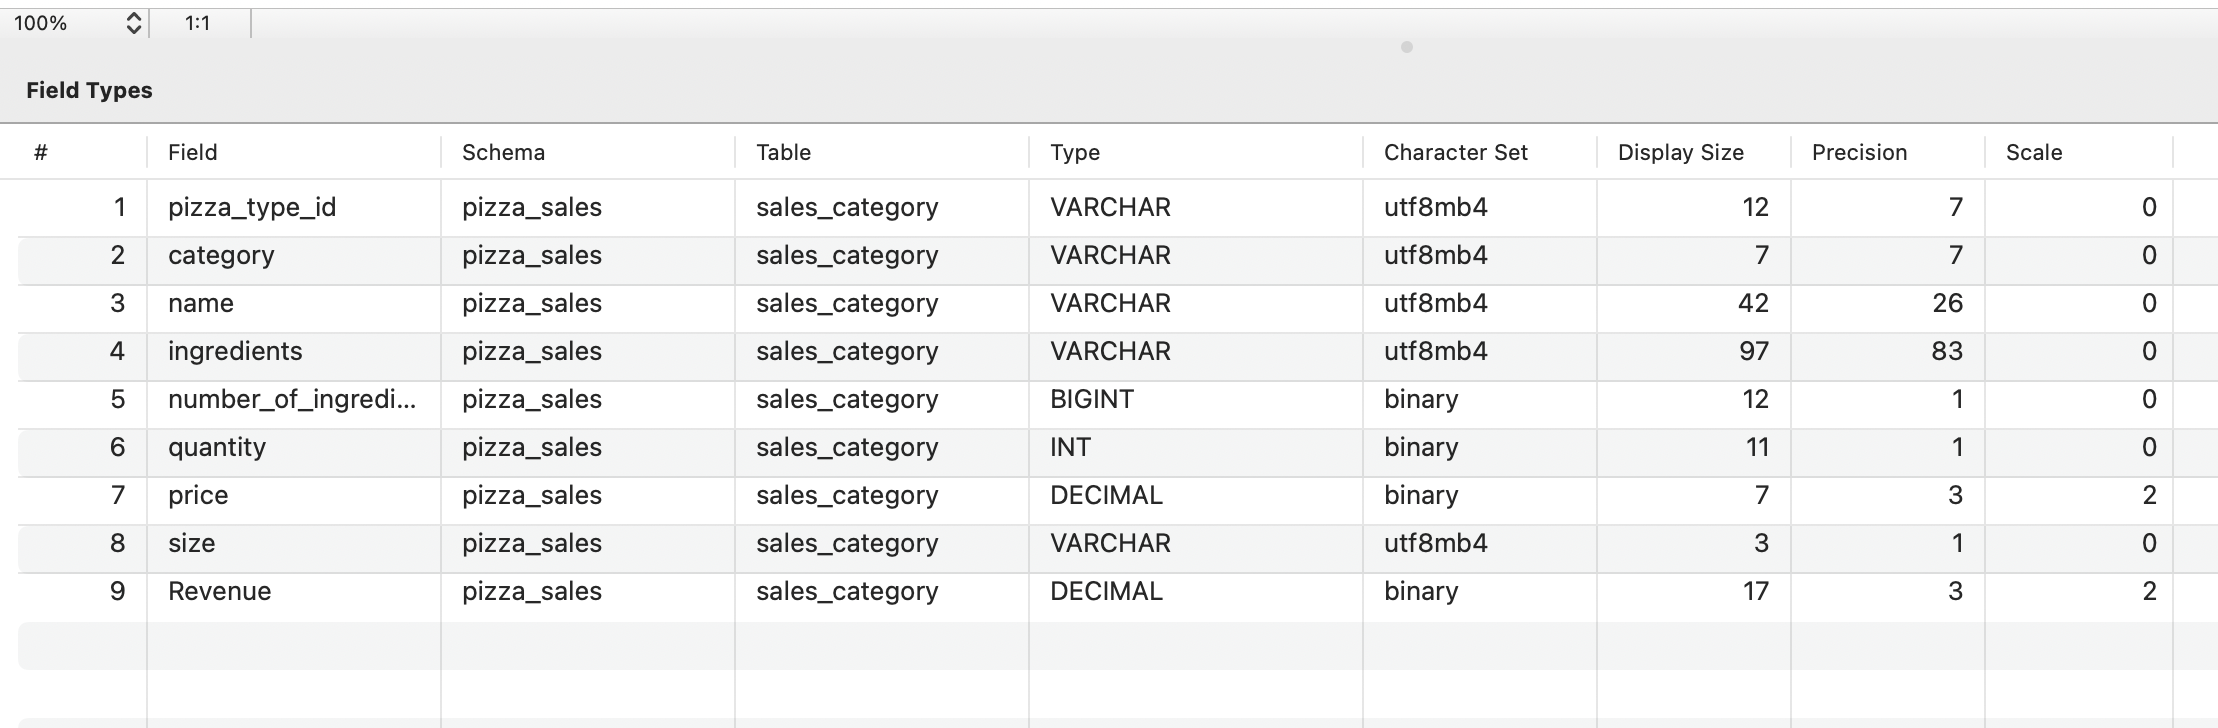 100% 1:1
Field Types
# Field Schema Table Type Character Set Display Size Precision Scale
1 pizza_type_id pizza_sales sales_category VARCHAR utf8mb4 12 7 0
2 category pizza_sales sales_category VARCHAR utf8mb4 7 7 0
3 name pizza_sales sales_category VARCHAR utf8mb4 42 26 0
4 ingredients pizza_sales sales_category VARCHAR utf8mb4 97 83 0
5 number_of_ingredi... pizza_sales sales_category BIGINT binary 12 1 0
6 quantity pizza_sales sales_category INT binary 11 1 0
7 price pizza_sales sales_category DECIMAL binary 7 3 2
8 size pizza_sales sales_category VARCHAR utf8mb4 3 1 0
9 Revenue pizza_sales sales_category DECIMAL binary 17 3 2